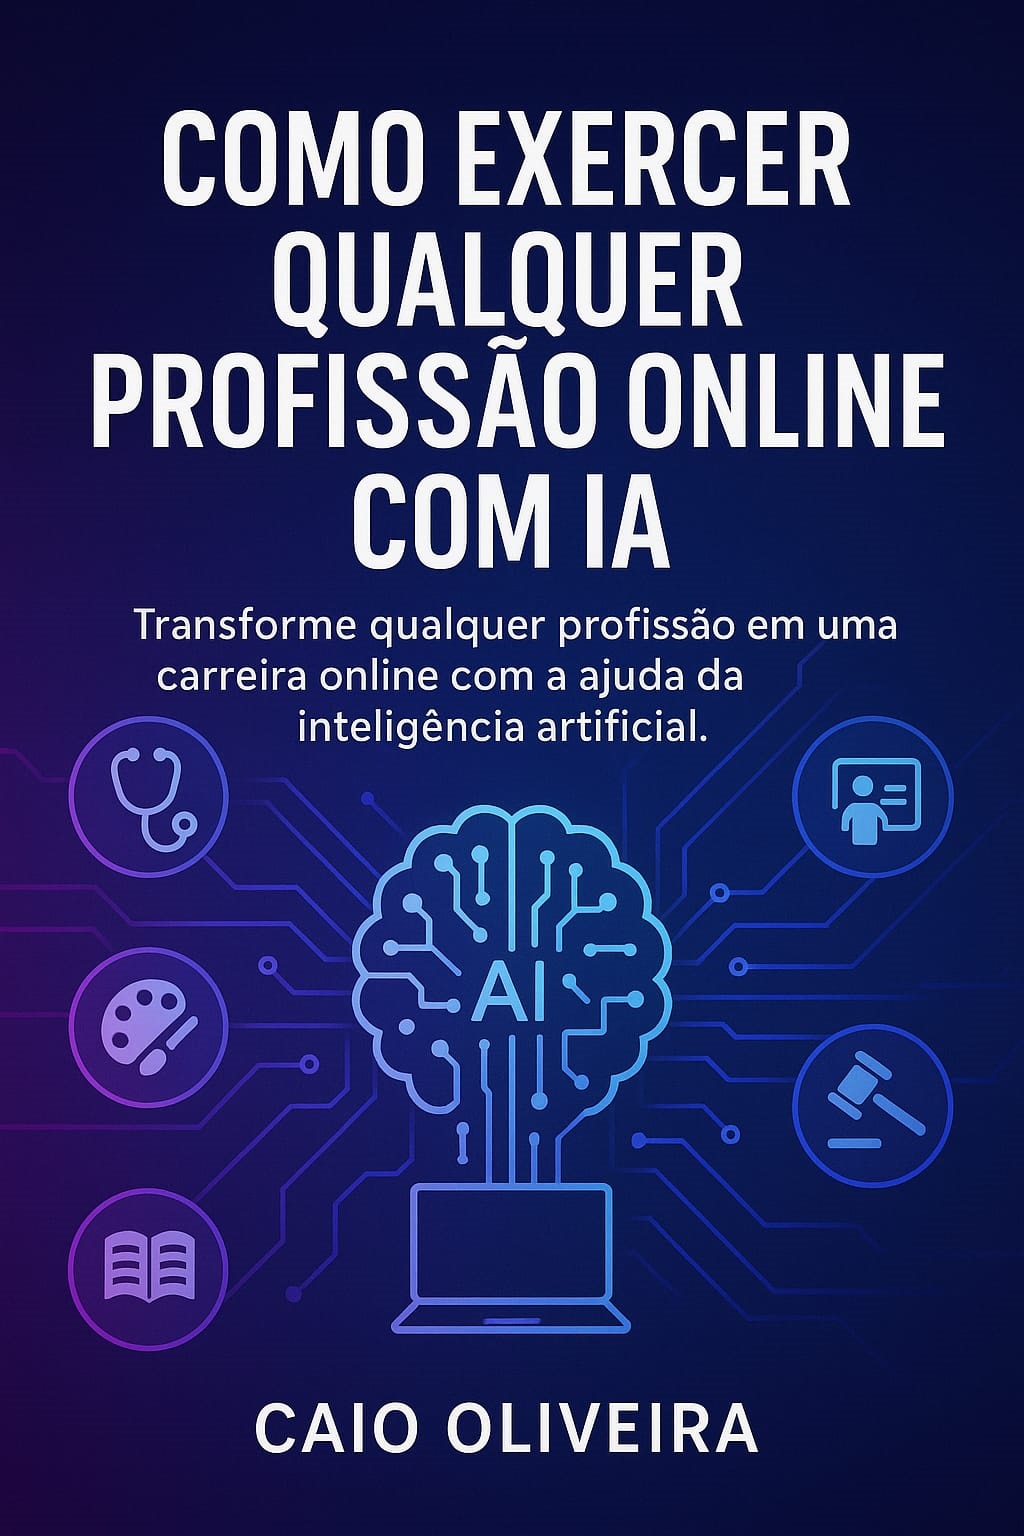 COMO EXERCER
QUALQUER
PROFISSÃO ONLINE
COM IA
Transforme qualquer profissão em uma
carreira online com a ajuda da
inteligência artificial.
AI
CAIO OLIVEIRA